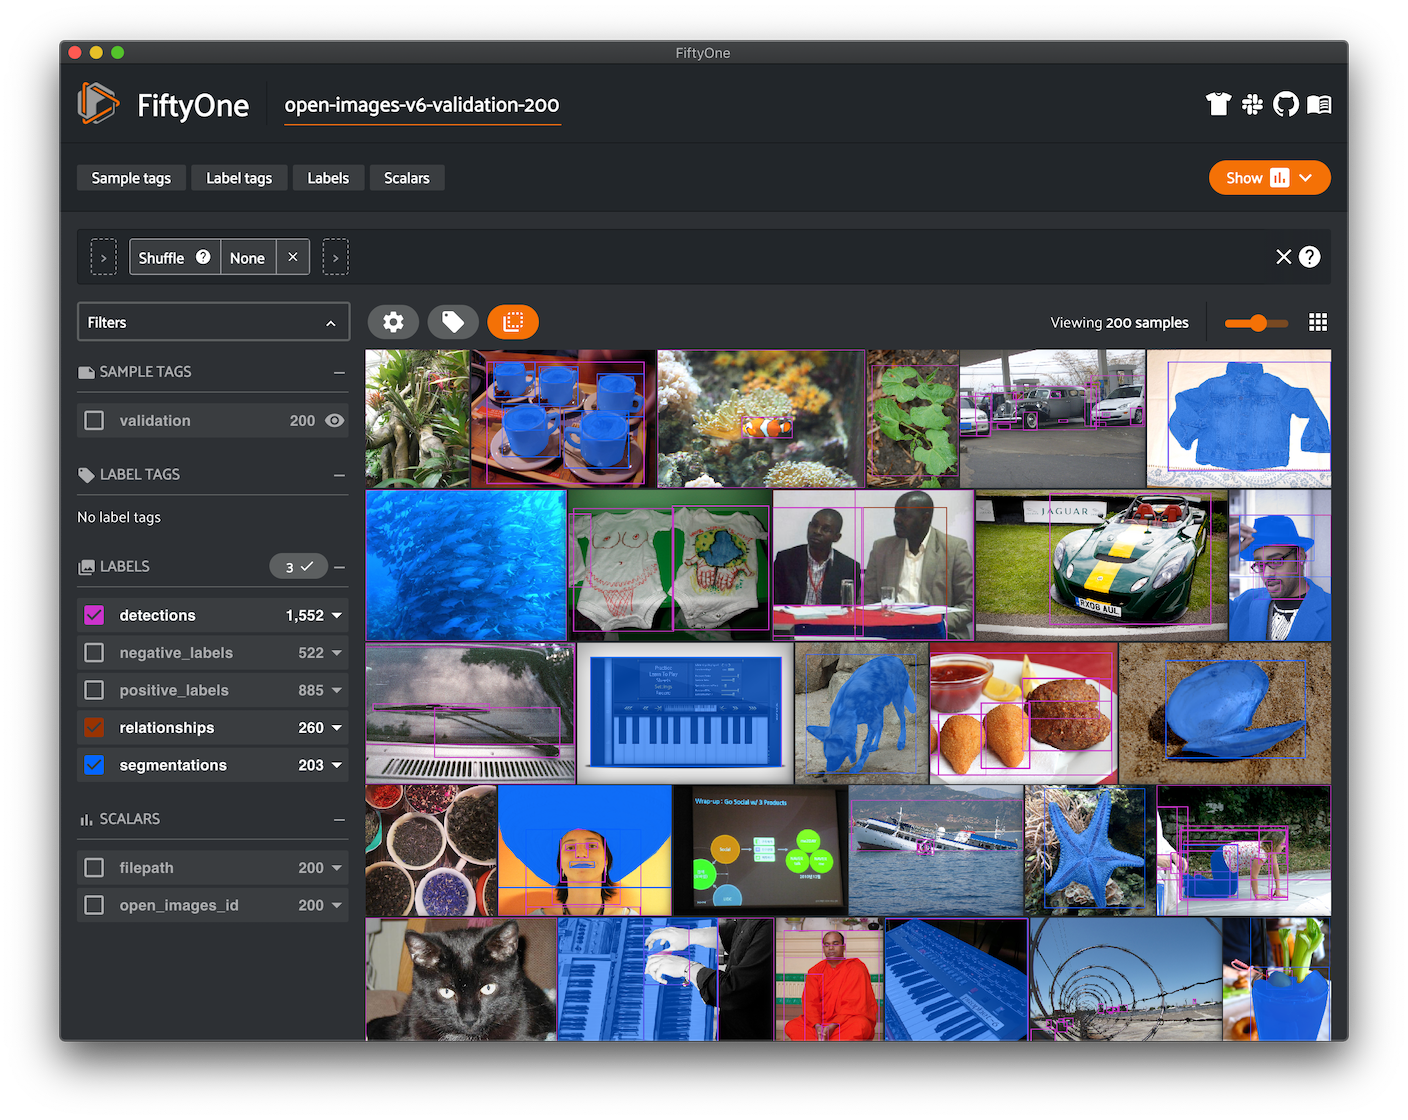 FiftyOne
FiftyOne
open-images-v6-validation-200
Sample tags
Label tags
Labels
Scalars
Show
Shuffle
None
Filters
Viewing 200 samples
SAMPLE TAGS
validation 200
LABEL TAGS
No label tags
LABELS
3
detections 1,552
negative_labels 522
positive_labels 885
relationships 260
segmentations 203
SCALARS
filepath 200
open_images_id 200
JAGUAR
RX08 AUL
Wrap-up : Go Social w/ 3 Products